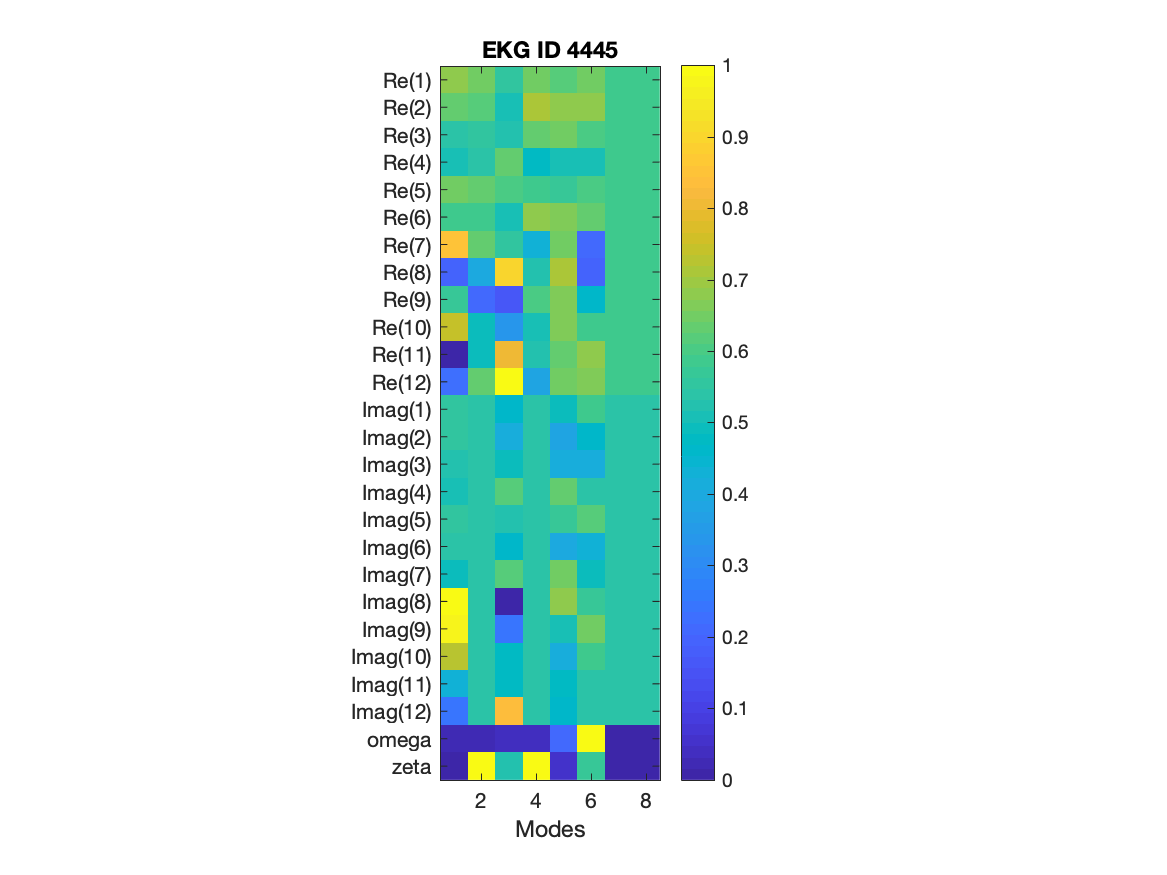 EKG ID 4445
Re(1)
Re(2)
Re(3)
Re(4)
Re(5)
Re(6)
Re(7)
Re(8)
Re(9)
Re(10)
Re(11)
Re(12)
Imag(1)
Imag(2)
Imag(3)
Imag(4)
Imag(5)
Imag(6)
Imag(7)
Imag(8)
Imag(9)
Imag(10)
Imag(11)
Imag(12)
omega
zeta
2 4 6 8
Modes
1
0.9
0.8
0.7
0.6
0.5
0.4
0.3
0.2
0.1
0